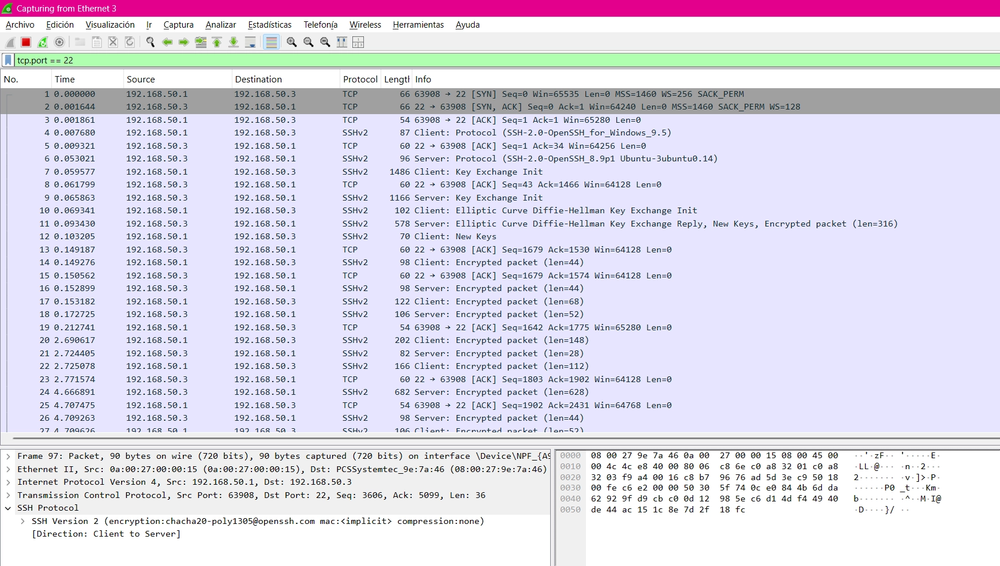 Capturing from Ethernet 3
Archivo Edición Visualización Ir Captura Analizar Estadísticas Telefonía Wireless Herramientas Ayuda
tcp.port == 22
No. Time Source Destination Protocol Length Info
1 0.000000 192.168.50.1 192.168.50.3 TCP 66 63908 → 22 [SYN] Seq=0 Win=65535 Len=0 MSS=1460 WS=256 SACK_PERM
2 0.001644 192.168.50.3 192.168.50.1 TCP 66 22 → 63908 [SYN, ACK] Seq=0 Ack=1 Win=64240 Len=0 MSS=1460 SACK_PERM WS=128
3 0.001861 192.168.50.1 192.168.50.3 TCP 54 63908 → 22 [ACK] Seq=1 Ack=1 Win=65280 Len=0
4 0.007680 192.168.50.1 192.168.50.3 SSHv2 87 Client: Protocol (SSH-2.0-OpenSSH_for_Windows_9.5)
5 0.009321 192.168.50.3 192.168.50.1 TCP 60 22 → 63908 [ACK] Seq=1 Ack=34 Win=64256 Len=0
6 0.053021 192.168.50.3 192.168.50.1 SSHv2 96 Server: Protocol (SSH-2.0-OpenSSH_8.9p1 Ubuntu-3ubuntu0.14)
7 0.059577 192.168.50.1 192.168.50.3 SSHv2 1486 Client: Key Exchange Init
8 0.061799 192.168.50.3 192.168.50.1 TCP 60 22 → 63908 [ACK] Seq=43 Ack=1466 Win=64128 Len=0
9 0.065863 192.168.50.3 192.168.50.1 SSHv2 1166 Server: Key Exchange Init
10 0.069341 192.168.50.1 192.168.50.3 SSHv2 102 Client: Elliptic Curve Diffie-Hellman Key Exchange Init
11 0.093430 192.168.50.3 192.168.50.1 SSHv2 578 Server: Elliptic Curve Diffie-Hellman Key Exchange Reply, New Keys, Encrypted packet (len=316)
12 0.103205 192.168.50.1 192.168.50.3 SSHv2 70 Client: New Keys
13 0.149187 192.168.50.3 192.168.50.1 TCP 60 22 → 63908 [ACK] Seq=1679 Ack=1530 Win=64128 Len=0
14 0.149276 192.168.50.1 192.168.50.3 SSHv2 98 Client: Encrypted packet (len=44)
15 0.150562 192.168.50.3 192.168.50.1 TCP 60 22 → 63908 [ACK] Seq=1679 Ack=1574 Win=64128 Len=0
16 0.152899 192.168.50.3 192.168.50.1 SSHv2 98 Server: Encrypted packet (len=44)
17 0.153182 192.168.50.1 192.168.50.3 SSHv2 122 Client: Encrypted packet (len=68)
18 0.172725 192.168.50.3 192.168.50.1 SSHv2 106 Server: Encrypted packet (len=52)
19 0.212741 192.168.50.1 192.168.50.3 TCP 54 63908 → 22 [ACK] Seq=1642 Ack=1775 Win=65280 Len=0
20 2.690617 192.168.50.1 192.168.50.3 SSHv2 202 Client: Encrypted packet (len=148)
21 2.724405 192.168.50.3 192.168.50.1 SSHv2 82 Server: Encrypted packet (len=28)
22 2.725078 192.168.50.1 192.168.50.3 SSHv2 166 Client: Encrypted packet (len=112)
23 2.771574 192.168.50.3 192.168.50.1 TCP 60 22 → 63908 [ACK] Seq=1803 Ack=1902 Win=64128 Len=0
24 4.666891 192.168.50.3 192.168.50.1 SSHv2 682 Server: Encrypted packet (len=628)
25 4.707475 192.168.50.1 192.168.50.3 TCP 54 63908 → 22 [ACK] Seq=1902 Ack=2431 Win=64768 Len=0
26 4.709263 192.168.50.3 192.168.50.1 SSHv2 98 Server: Encrypted packet (len=44)
27 4.709626 192.168.50.1 192.168.50.3 SSHv2 106 Client: Encrypted packet (len=52)
Frame 97: Packet, 90 bytes on wire (720 bits), 90 bytes captured (720 bits) on interface \Device\NPF_{A9
Ethernet II, Src: 0a:00:27:00:00:15 (0a:00:27:00:00:15), Dst: PCSSystemtec_9e:7a:46 (08:00:27:9e:7a:46)
Internet Protocol Version 4, Src: 192.168.50.1, Dst: 192.168.50.3
Transmission Control Protocol, Src Port: 63908, Dst Port: 22, Seq: 3606, Ack: 5099, Len: 36
SSH Protocol
SSH Version 2 (encryption:chacha20-poly1305@openssh.com mac:<implicit> compression:none)
[Direction: Client to Server]
0000 08 00 27 9e 7a 46 0a 00 27 00 00 15 08 00 45 00 ··'·zF·· '·····E·
0010 00 4c 4c e8 40 00 80 06 c8 6e c0 a8 32 01 c0 a8 ·LL·@··· ·n··2···
0020 32 03 f9 a4 00 16 c8 b7 96 76 ad 5d 3e c9 50 18 2······· ·v·]>·P·
0030 00 fe c6 e2 00 00 50 30 5f 74 0c e0 84 4b 6d da ······P0 _t···Km·
0040 62 92 9f d9 cb c0 0d 12 98 5e c6 d1 4d f4 49 40 b······· ·^··M·I@
0050 de 44 ac 15 1c 8e 7d 2f 18 fc ·D····}/ ··